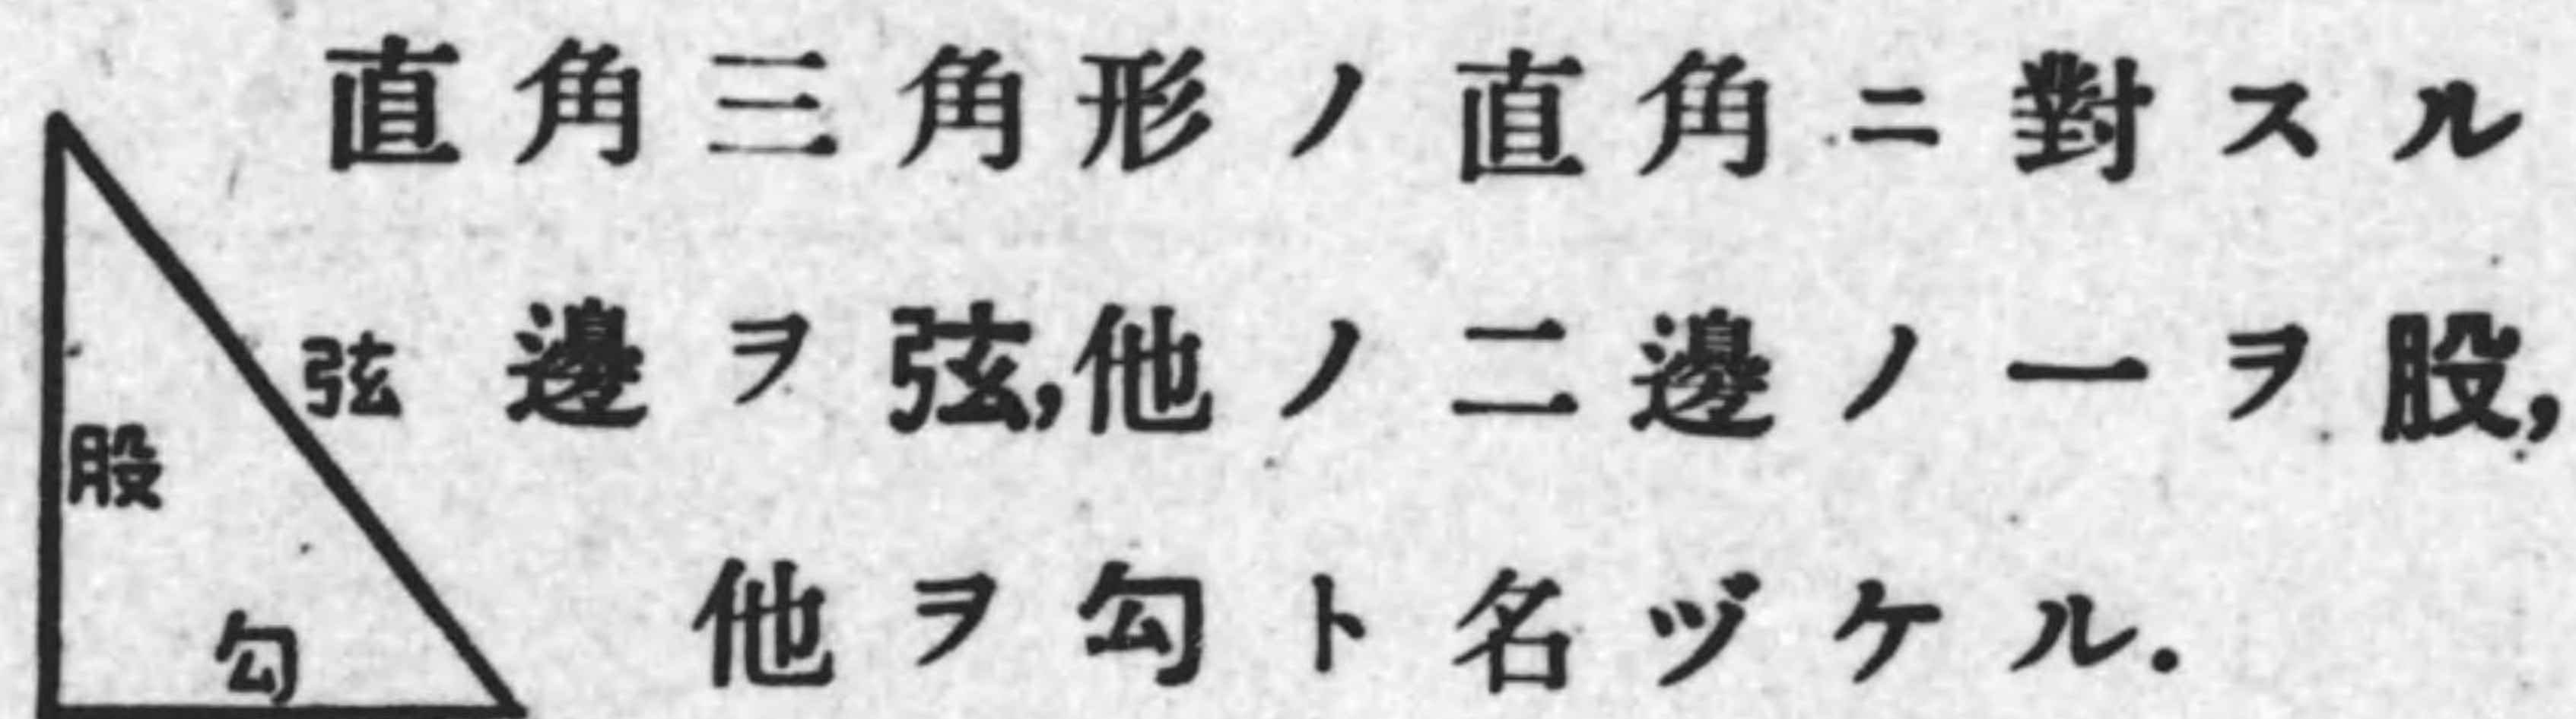 直角三角形ノ直角ニ對スル
邊ヲ弦,他ノ二邊ノ一ヲ股,
他ヲ勾ト名ヅケル.
弦
股
勾